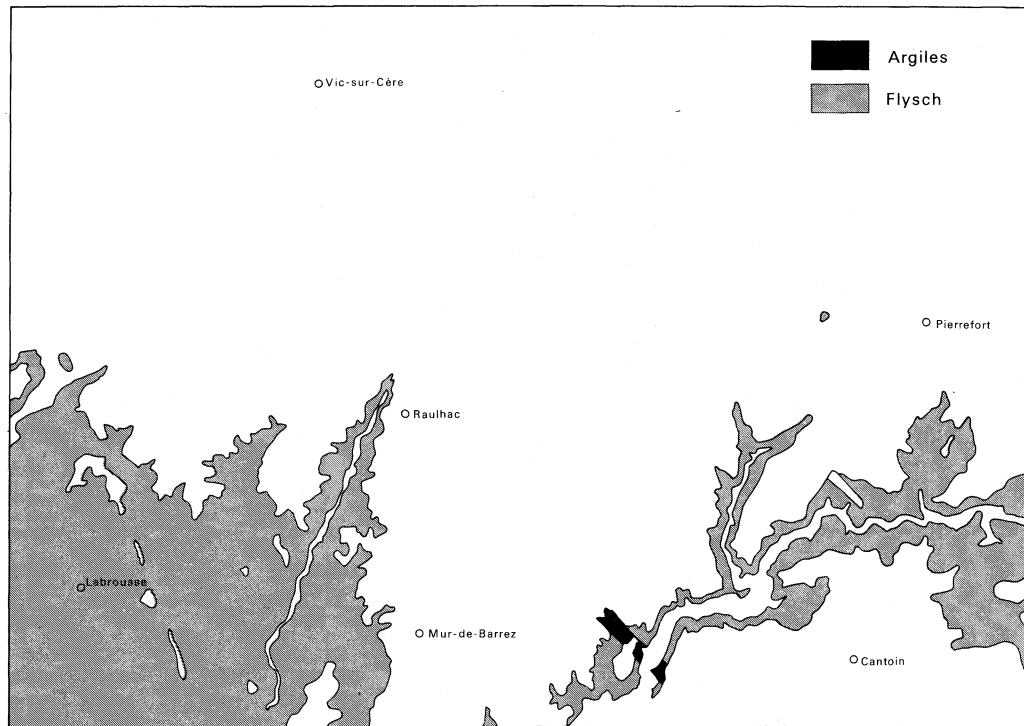 Argiles
Vic-sur-Cère
Flysch
Pierrefort
Raulhac
Labrousse
Mur-de-Barrez
Cantoin